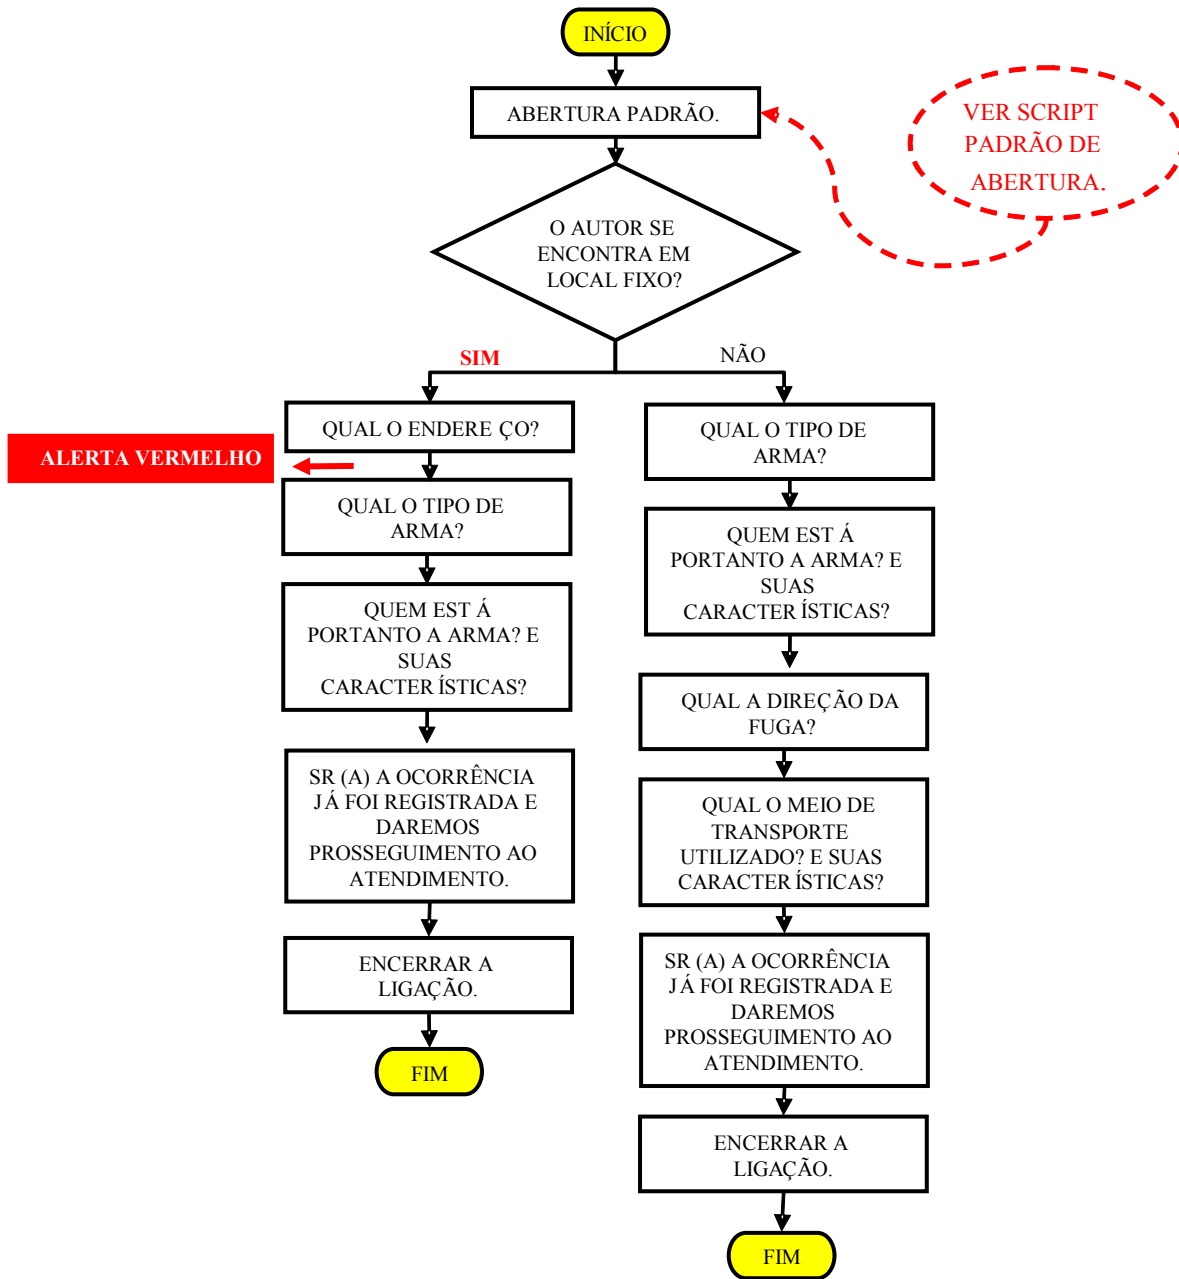 INÍCIO
ABERTURA PADRÃO.
VER SCRIPT
PADRÃO DE
ABERTURA.
O AUTOR SE
ENCONTRA EM
LOCAL FIXO?
SIM
NÃO
QUAL O ENDERE ÇO?
ALERTA VERMELHO
QUAL O TIPO DE
ARMA?
QUEM EST Á
PORTANTO A ARMA? E
SUAS
CARACTER ÍSTICAS?
SR (A) A OCORRÊNCIA
JÁ FOI REGISTRADA E
DAREMOS
PROSSEGUIMENTO AO
ATENDIMENTO.
ENCERRAR A
LIGAÇÃO.
FIM
QUAL O TIPO DE
ARMA?
QUEM EST Á
PORTANTO A ARMA? E
SUAS
CARACTER ÍSTICAS?
QUAL A DIREÇÃO DA
FUGA?
QUAL O MEIO DE
TRANSPORTE
UTILIZADO? E SUAS
CARACTER ÍSTICAS?
SR (A) A OCORRÊNCIA
JÁ FOI REGISTRADA E
DAREMOS
PROSSEGUIMENTO AO
ATENDIMENTO.
ENCERRAR A
LIGAÇÃO.
FIM